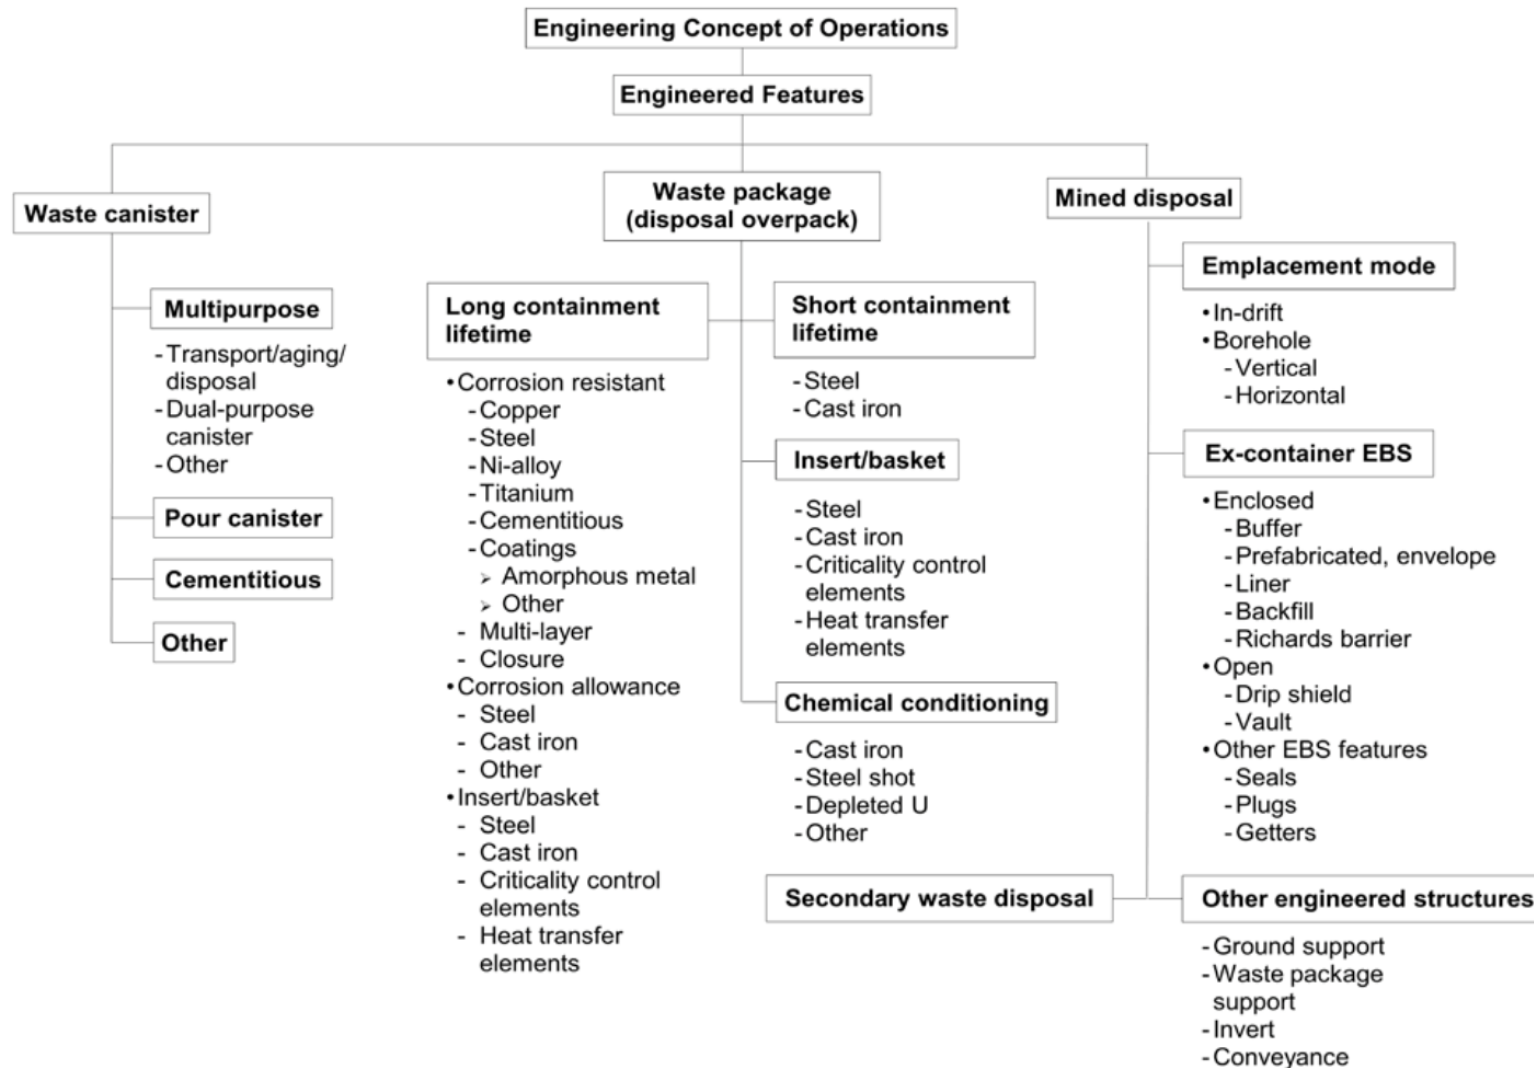 Engineering Concept of Operations
Engineered Features
Waste canister
Multipurpose
-Transport/aging/
disposal
-Dual-purpose
canister
-Other
Pour canister
Cementitious
Other
Waste package
(disposal overpack)
Long containment
lifetime
•Corrosion resistant
-Copper
-Steel
-Ni-alloy
-Titanium
-Cementitious
-Coatings
➢ Amorphous metal
➢ Other
- Multi-layer
- Closure
•Corrosion allowance
- Steel
- Cast iron
- Other
•Insert/basket
- Steel
- Cast iron
- Criticality control
elements
- Heat transfer
elements
Short containment
lifetime
-Steel
-Cast iron
Insert/basket
-Steel
-Cast iron
-Criticality control
elements
-Heat transfer
elements
Chemical conditioning
-Cast iron
-Steel shot
-Depleted U
-Other
Mined disposal
Emplacement mode
•In-drift
•Borehole
-Vertical
-Horizontal
Ex-container EBS
•Enclosed
-Buffer
-Prefabricated, envelope
-Liner
-Backfill
-Richards barrier
•Open
-Drip shield
-Vault
•Other EBS features
-Seals
-Plugs
-Getters
Secondary waste disposal
Other engineered structures
-Ground support
-Waste package
support
-Invert
-Conveyance